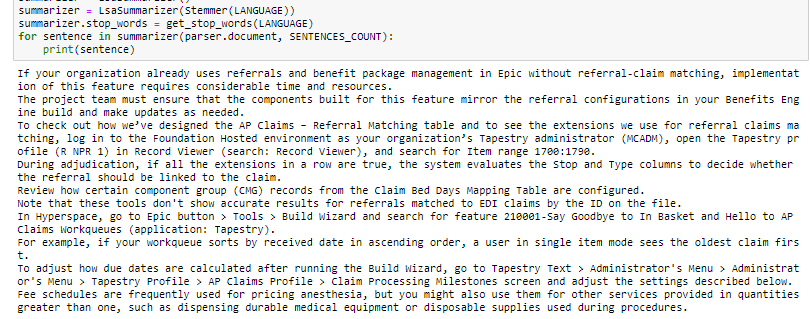 summarizer.stop_words = get_stop_words(LANGUAGE)
for sentence in summarizer(parser.document, SENTENCES_COUNT):
    print(sentence)
If your organization already uses referrals and benefit package management in Epic without referral-claim matching, implementat
ion of this feature requires considerable time and resources.
The project team must ensure that the components built for this feature mirror the referral configurations in your Benefits Eng
ine build and make updates as needed.
To check out how we've designed the AP Claims - Referral Matching table and to see the extensions we use for referral claims ma
tching, log in to the Foundation Hosted environment as your organization's Tapestry administrator (MCADM), open the Tapestry pr
ofile (R NPR 1) in Record Viewer (search: Record Viewer), and search for Item range 1700:1790.
During adjudication, if all the extensions in a row are true, the system evaluates the Stop and Type columns to decide whether
the referral should be linked to the claim.
Review how certain component group (CMG) records from the Claim Bed Days Mapping Table are configured.
Note that these tools don't show accurate results for referrals matched to EDI claims by the ID on the file.
In Hyperspace, go to Epic button > Tools > Build Wizard and search for feature 210001-Say Goodbye to In Basket and Hello to AP
Claims Workqueues (application: Tapestry).
For example, if your workqueue sorts by received date in ascending order, a user in single item mode sees the oldest claim firs
t.
To adjust how due dates are calculated after running the Build Wizard, go to Tapestry Text > Administrator's Menu > Administrat
or's Menu > Tapestry Profile > AP Claims Profile > Claim Processing Milestones screen and adjust the settings described below.
Fee schedules are frequently used for pricing anesthesia, but you might also use them for other services provided in quantities
greater than one, such as dispensing durable medical equipment or disposable supplies used during procedures.